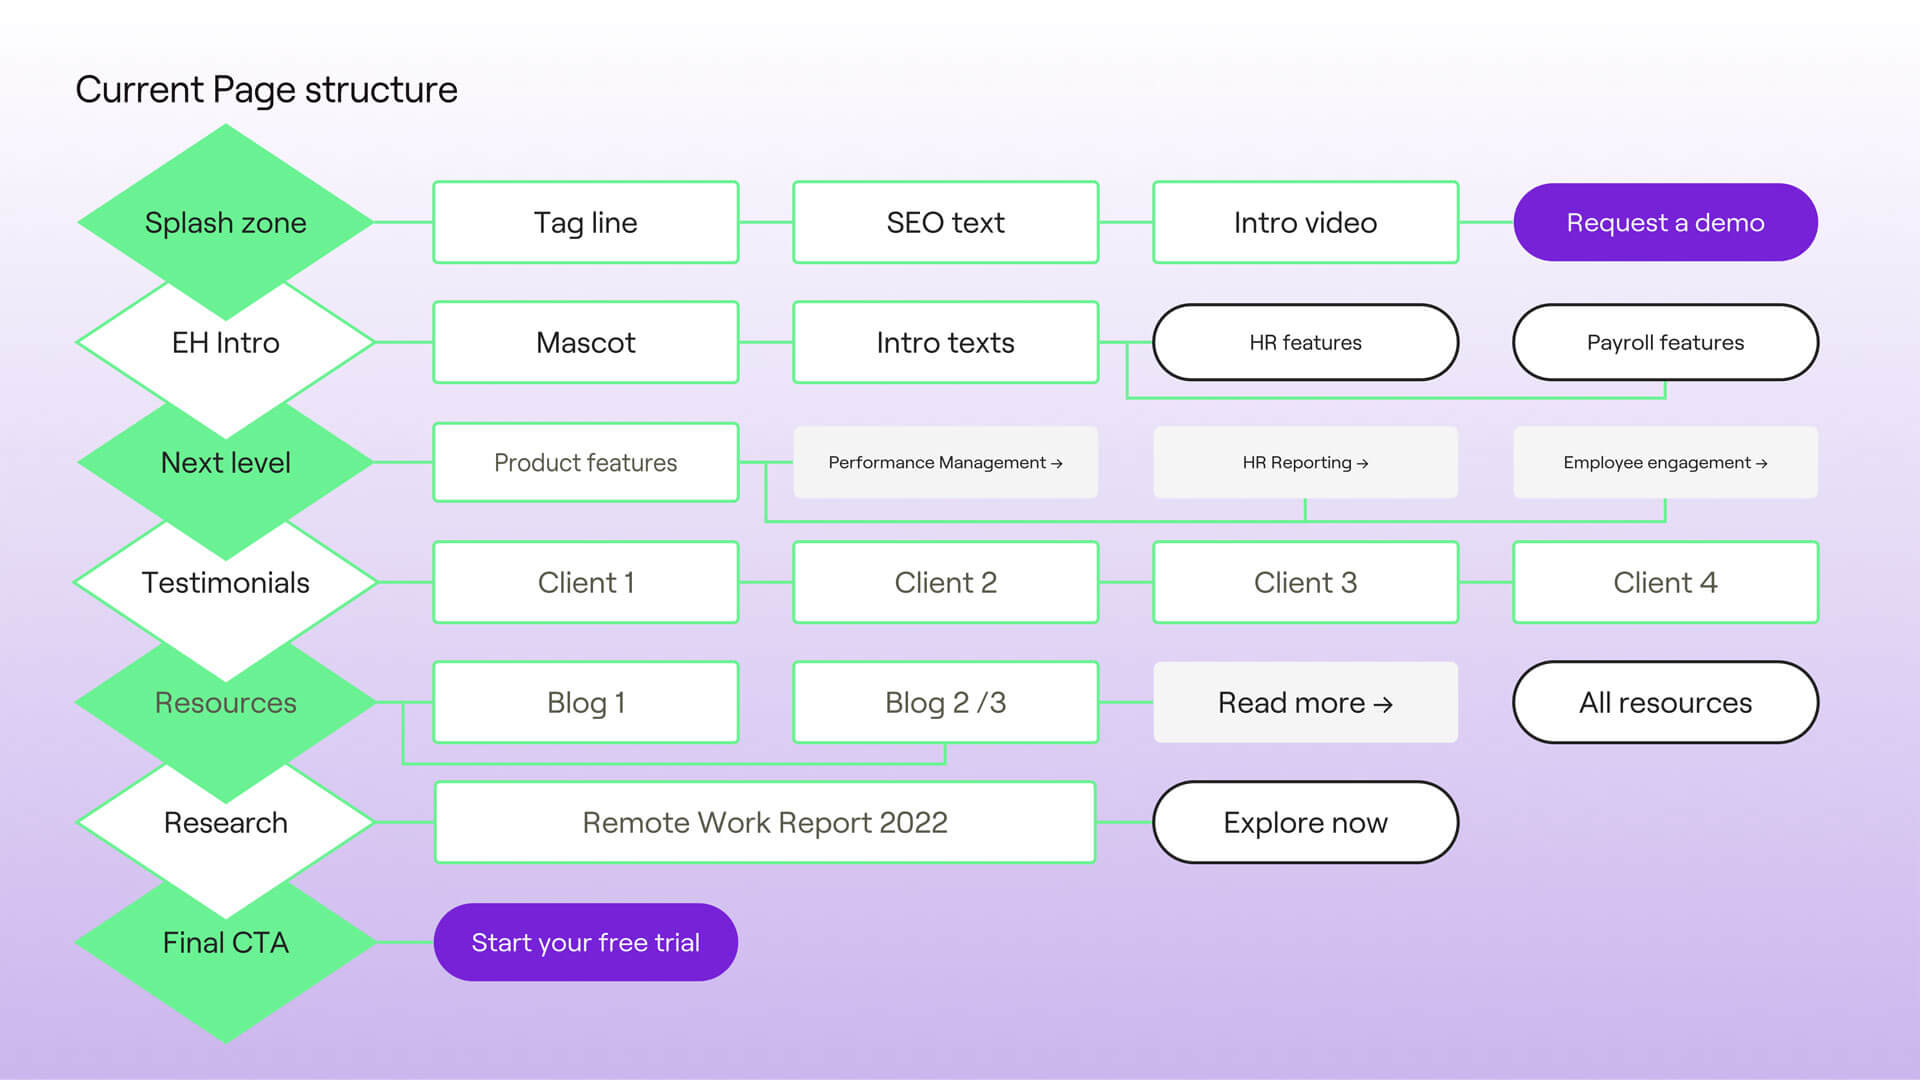 Current Page structure
Splash zone
Tag line
SEO text
Intro video
Request a demo
EH Intro
Mascot
Intro texts
HR features
Payroll features
Next level
Product features
Performance Management →
HR Reporting →
Employee engagement →
Testimonials
Client 1
Client 2
Client 3
Client 4
Resources
Blog 1
Blog 2 /3
Read more →
All resources
Research
Remote Work Report 2022
Explore now
Final CTA
Start your free trial